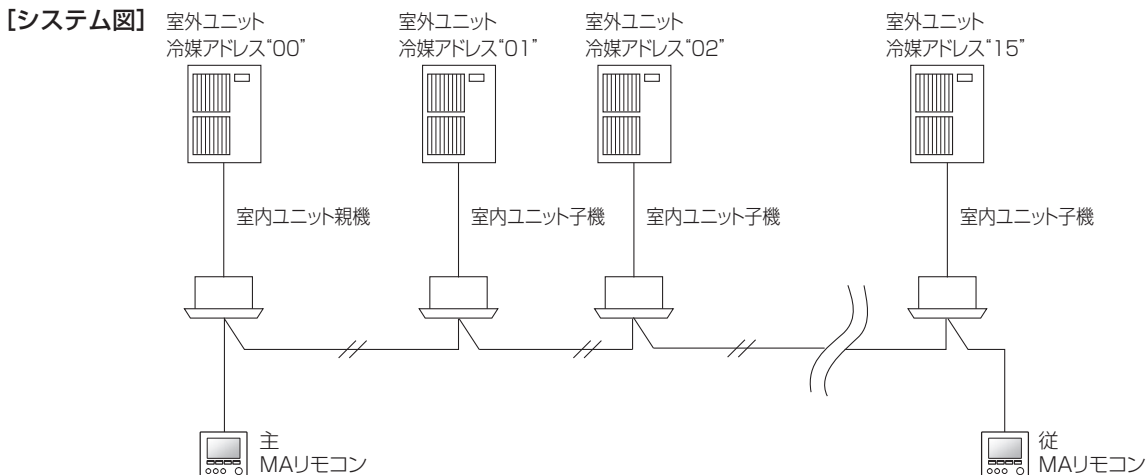 [システム図]
室外ユニット
冷媒アドレス“00”
室外ユニット
冷媒アドレス“01”
室外ユニット
冷媒アドレス“02”
室外ユニット
冷媒アドレス“15”
室内ユニット親機
室内ユニット子機
室内ユニット子機
室内ユニット子機
主
MAリモコン
従
MAリモコン